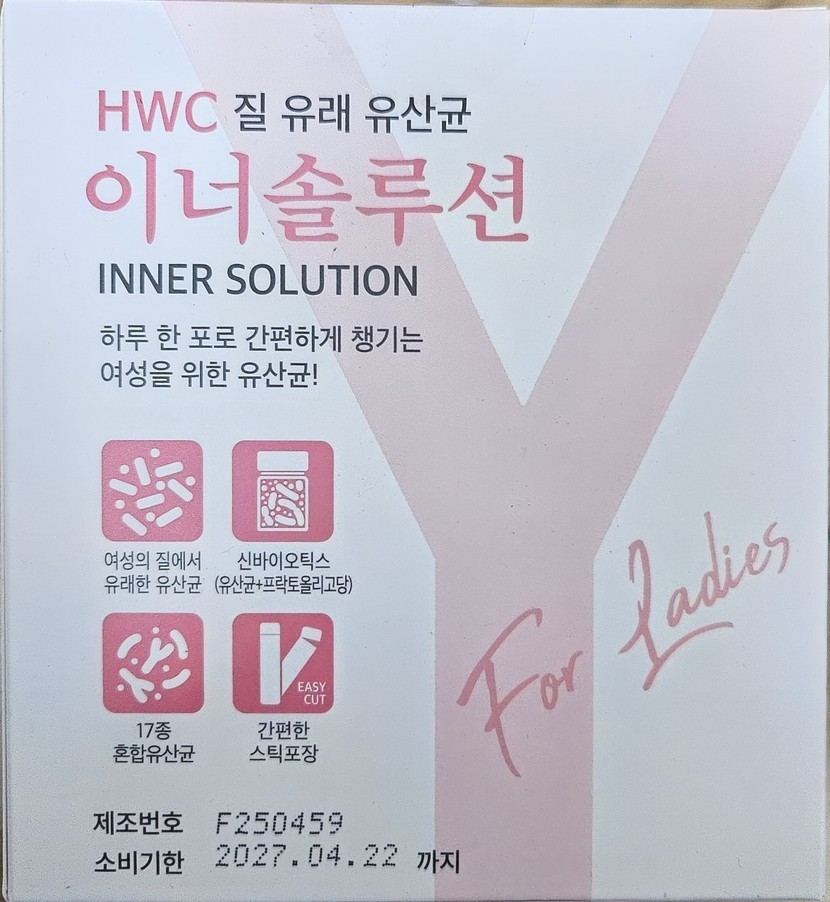 HWC 질 유래 유산균
이너솔루션
INNER SOLUTION
하루 한 포로 간편하게 챙기는
여성을 위한 유산균!
여성의 질에서
유래한 유산균
신바이오틱스
(유산균+프락토올리고당)
17종
혼합유산균
EASY
CUT
간편한
스틱포장
For Ladies
제조번호 F250459
소비기한 2027.04.22 까지